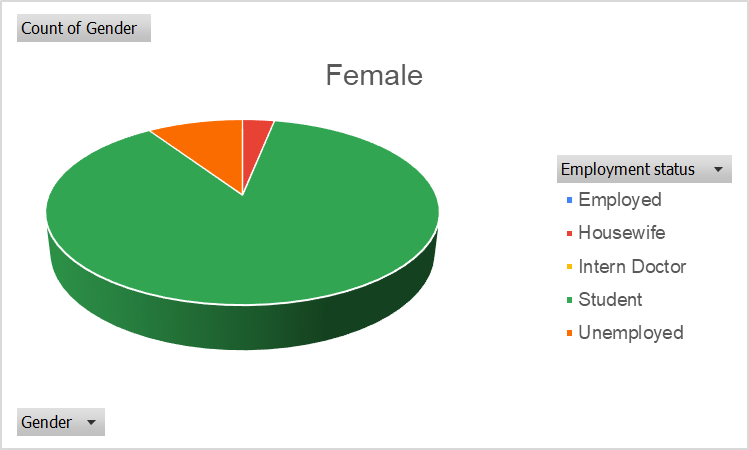 Count of Gender
Female
Employment status
Employed
Housewife
Intern Doctor
Student
Unemployed
Gender